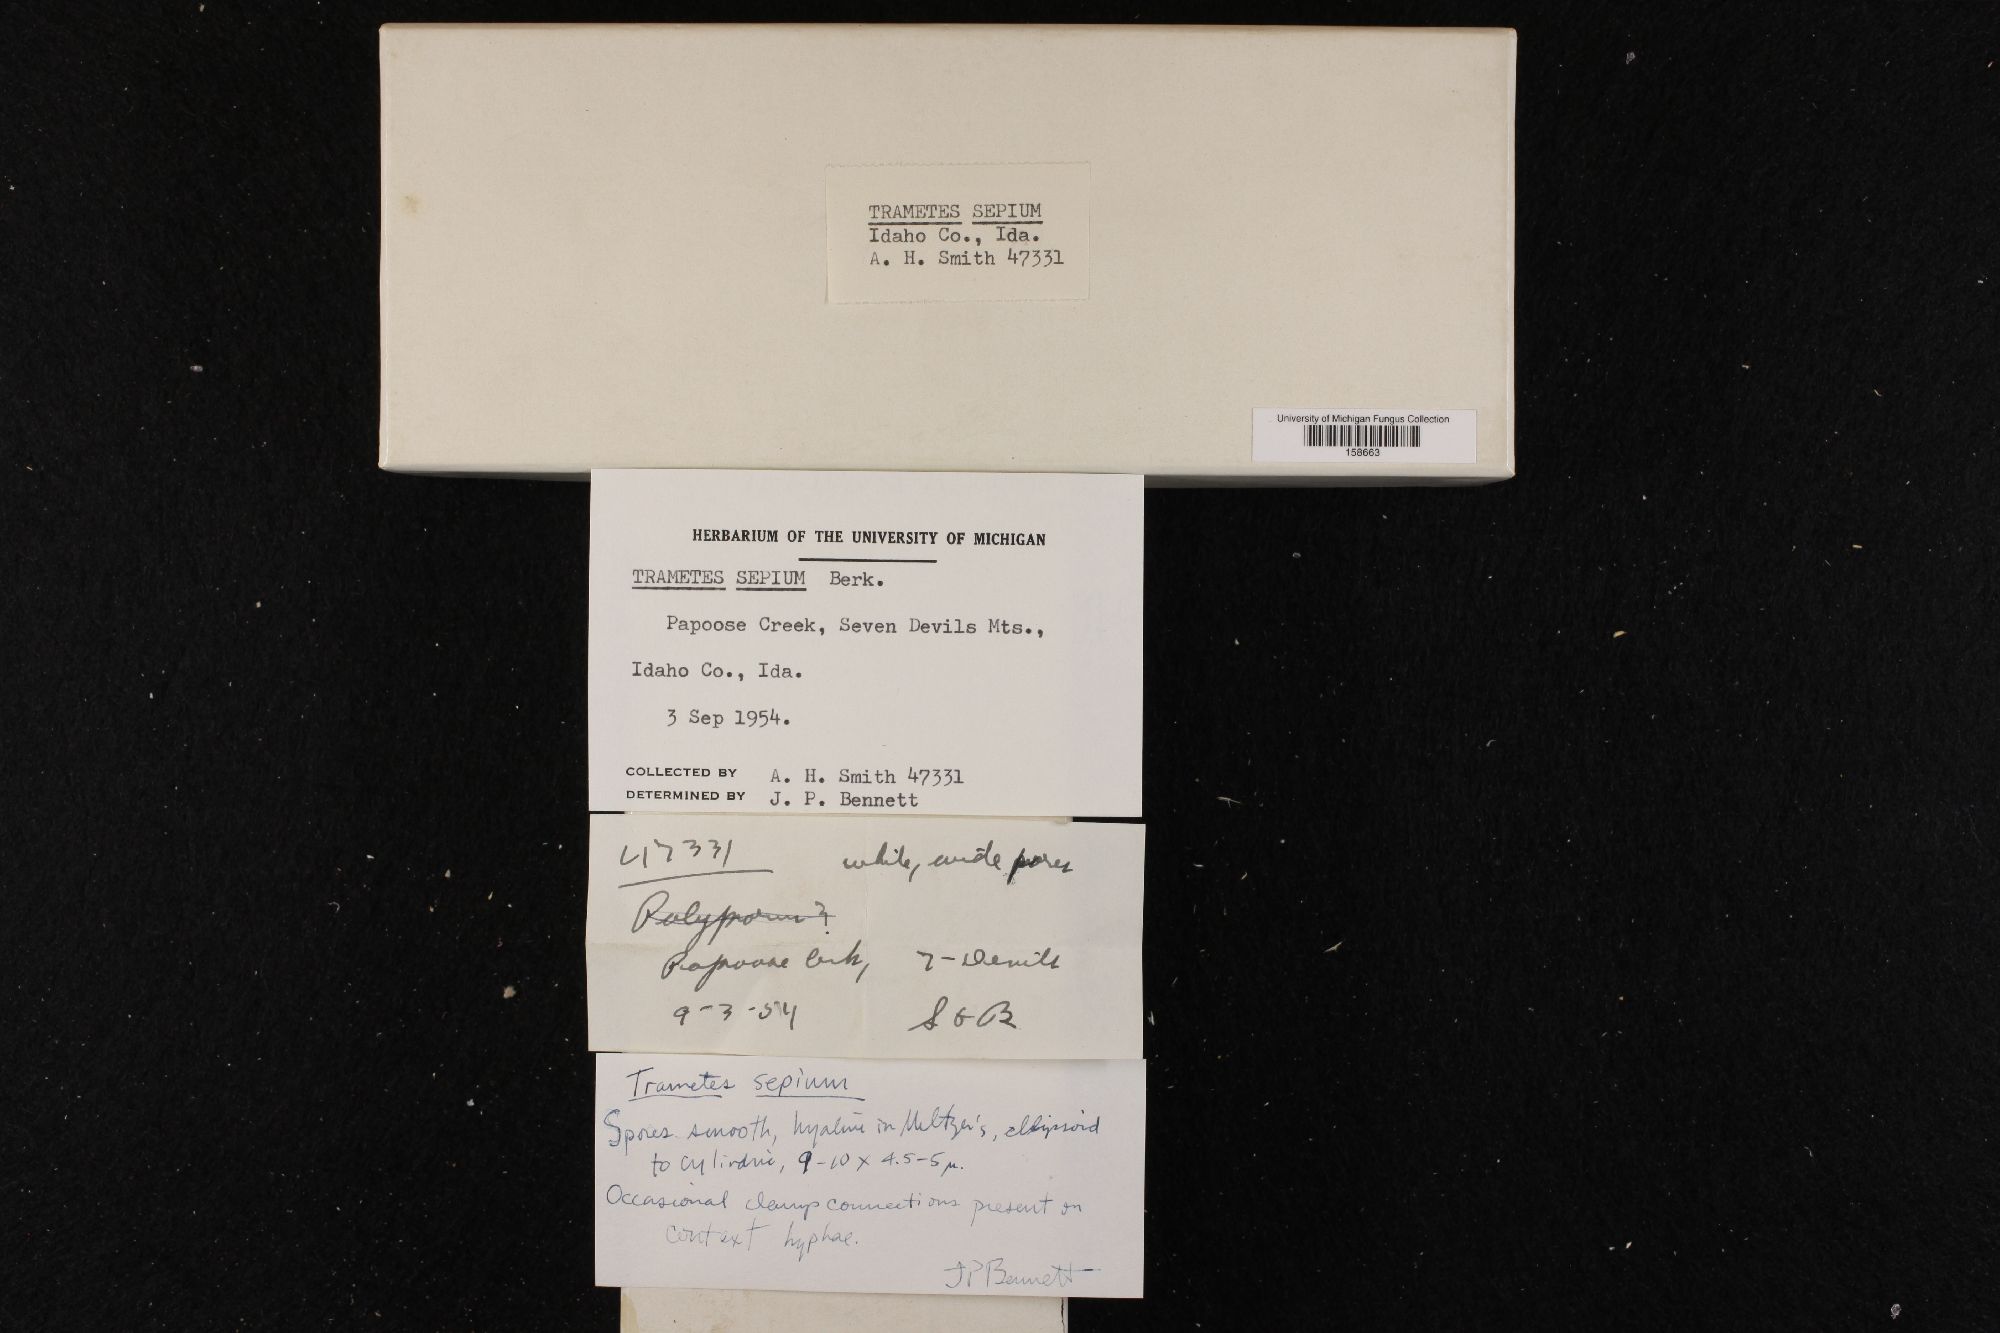 TRAMETES SEPIUM
Idaho Co., Ida.
A. H. Smith 47331
University of Michigan Fungus Collection
158663
HERBARIUM OF THE UNIVERSITY OF MICHIGAN
TRAMETES SEPIUM Berk.
Papoose Creek, Seven Devils Mts.,
Idaho Co., Ida.
3 Sep 1954.
COLLECTED BY A. H. Smith 47331
DETERMINED BY J. P. Bennett
47331 white, wide pores
Polyporus?
Papoose Crk, 7-Devils
9-3-54 S & B
Trametes sepium
Spores smooth, hyaline in Meltzer's, ellipsoid
to cylindric, 9-10 x 4.5-5 µ.
Occasional clamp connections present on
context hyphae.
JP Bennett